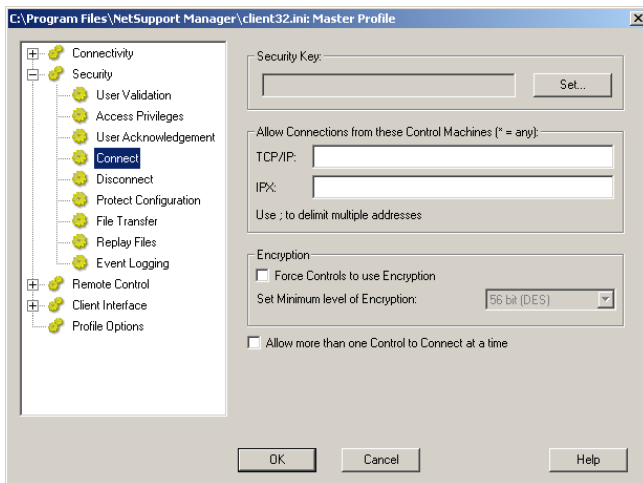 C:\Program Files\NetSupport Manager\client32.ini: Master Profile
Connectivity
Security
User Validation
Access Privileges
User Acknowledgement
Connect
Disconnect
Protect Configuration
File Transfer
Replay Files
Event Logging
Remote Control
Client Interface
Profile Options
Security Key:
Set...
Allow Connections from these Control Machines (* = any):
TCP/IP:
IPX:
Use ; to delimit multiple addresses
Encryption
Force Controls to use Encryption
Set Minimum level of Encryption: 56 bit (DES)
Allow more than one Control to Connect at a time
OK Cancel Help